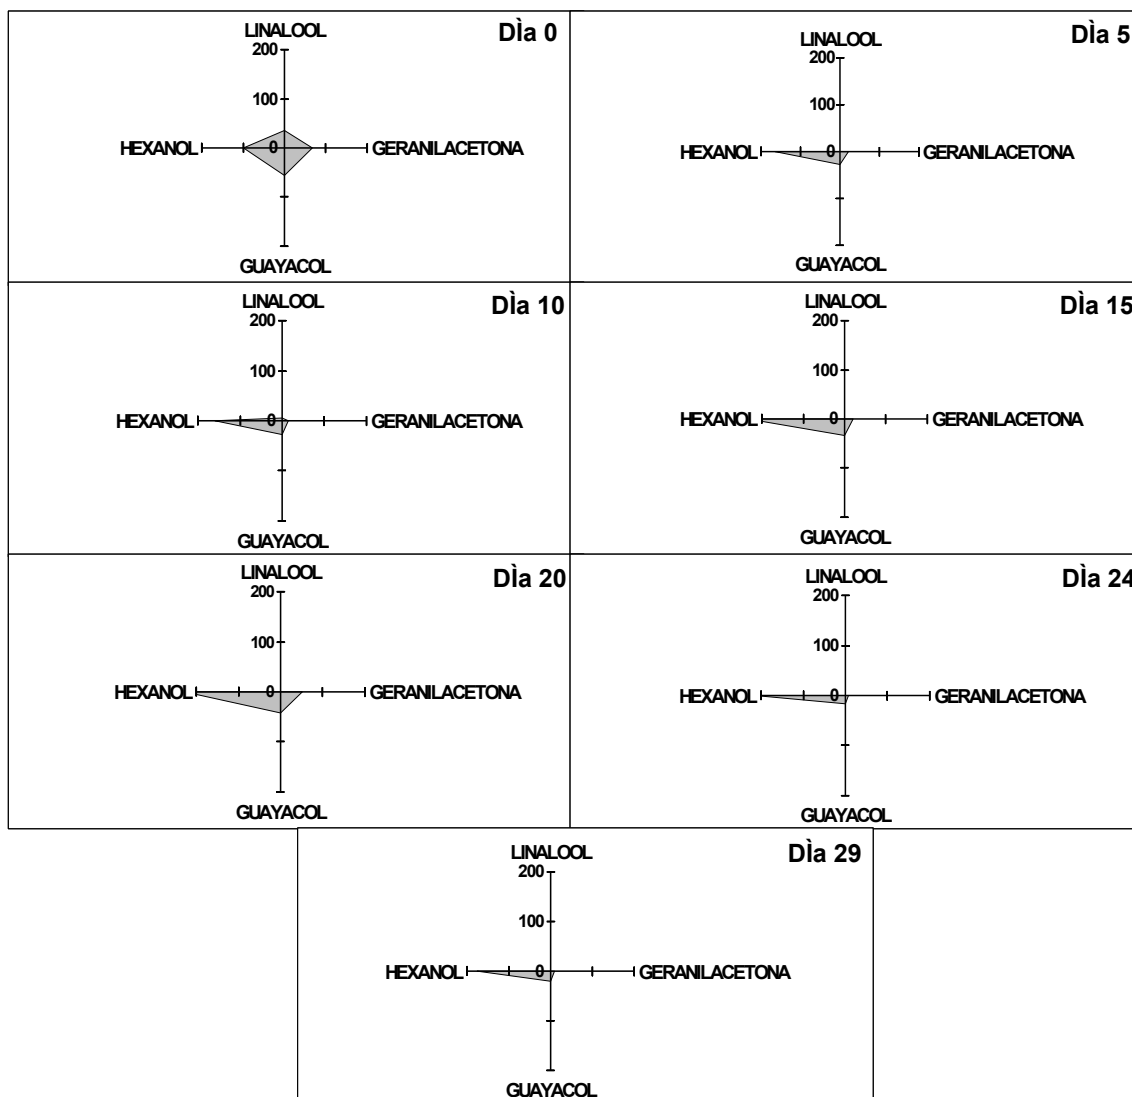 LINALOOL
DÌa 0
200
100
HEXANOL
0
GERANILACETONA
GUAYACOL
LINALOOL
DÌa 5
200
100
HEXANOL
0
GERANILACETONA
GUAYACOL
LINALOOL
DÌa 10
200
100
HEXANOL
0
GERANILACETONA
GUAYACOL
LINALOOL
DÌa 15
200
100
HEXANOL
0
GERANILACETONA
GUAYACOL
LINALOOL
DÌa 20
200
100
HEXANOL
0
GERANILACETONA
GUAYACOL
LINALOOL
DÌa 24
200
100
HEXANOL
0
GERANILACETONA
GUAYACOL
LINALOOL
DÌa 29
200
100
HEXANOL
0
GERANILACETONA
GUAYACOL